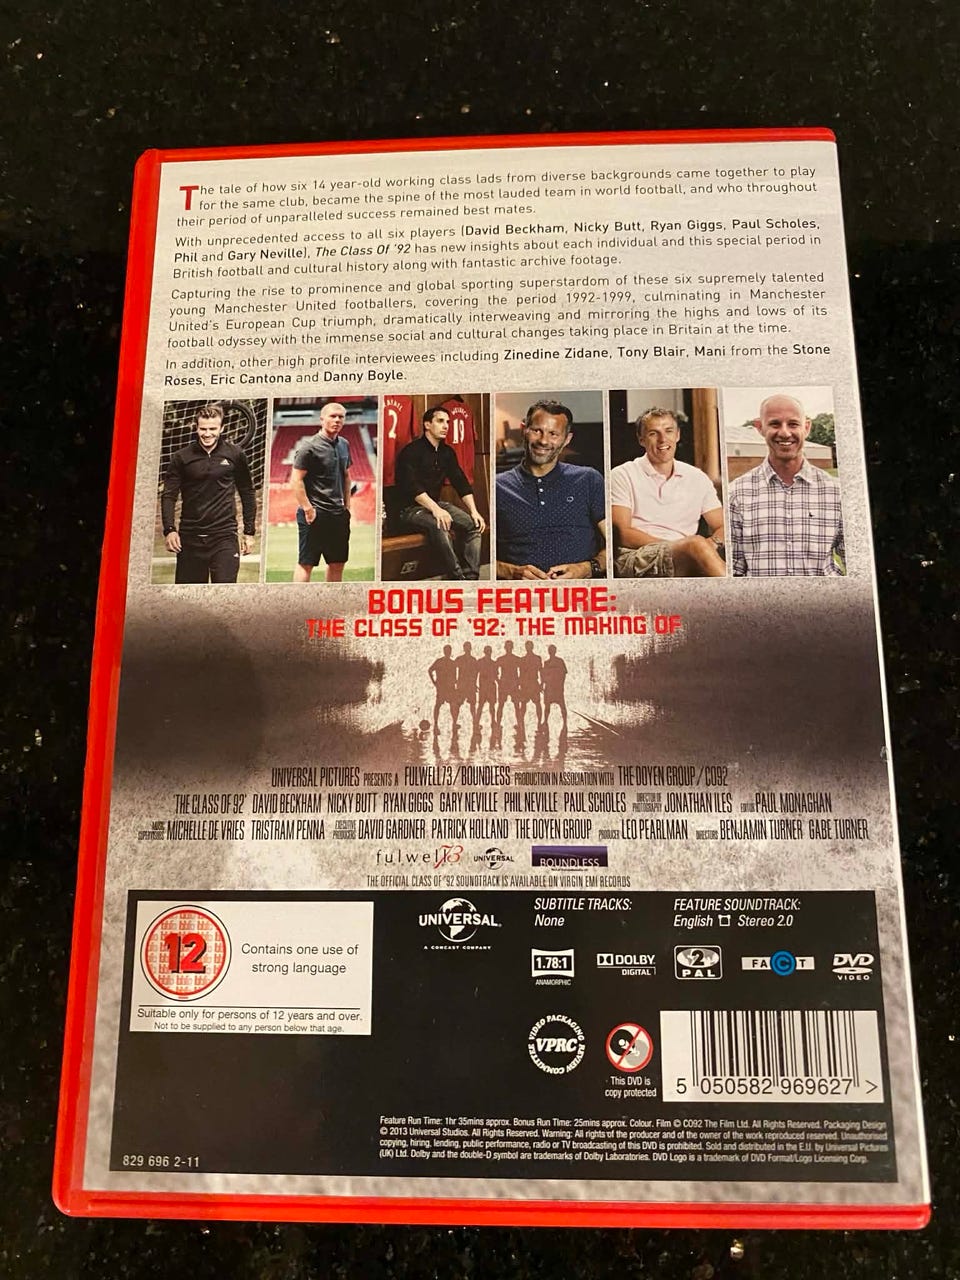 The tale of how six 14 year-old working class lads from diverse backgrounds came together to play
for the same club, became the spine of the most lauded team in world football, and who throughout
their period of unparalleled success remained best mates.
With unprecedented access to all six players (David Beckham, Nicky Butt, Ryan Giggs, Paul Scholes,
Phil and Gary Neville), The Class Of '92 has new insights about each individual and this special period in
British football and cultural history along with fantastic archive footage.
Capturing the rise to prominence and global sporting superstardom of these six supremely talented
young Manchester United footballers, covering the period 1992-1999, culminating in Manchester
United's European Cup triumph, dramatically interweaving and mirroring the highs and lows of its
football odyssey with the immense social and cultural changes taking place in Britain at the time.
In addition, other high profile interviewees including Zinedine Zidane, Tony Blair, Mani from the Stone
Roses, Eric Cantona and Danny Boyle.
2 19
BONUS FEATURE:
THE CLASS OF '92: THE MAKING OF
UNIVERSAL PICTURES PRESENTS A FULWELL73/BOUNDLESS PRODUCTION IN ASSOCIATION WITH THE DOYEN GROUP/CO92
'THE CLASS OF 92' DAVID BECKHAM NICKY BUTT RYAN GIGGS GARY NEVILLE PHIL NEVILLE PAUL SCHOLES DIRECTOR OF PHOTOGRAPHY JONATHAN ILES EDITOR PAUL MONAGHAN
MUSIC SUPERVISORS MICHELLE DE VRIES TRISTRAM PENNA EXECUTIVE PRODUCERS DAVID GARDNER PATRICK HOLLAND THE DOYEN GROUP PRODUCER LEO PEARLMAN DIRECTORS BENJAMIN TURNER GABE TURNER
fulwell73 UNIVERSAL BOUNDLESS
THE OFFICIAL CLASS OF '92 SOUNDTRACK IS AVAILABLE ON VIRGIN EMI RECORDS
12
Contains one use of
strong language
Suitable only for persons of 12 years and over.
Not to be supplied to any person below that age.
UNIVERSAL
A COMCAST COMPANY
SUBTITLE TRACKS:
None
FEATURE SOUNDTRACK:
English Stereo 2.0
1.78:1
ANAMORPHIC
DOLBY
DIGITAL
2
PAL
FACT
DVD
VIDEO
VIDEO PACKAGING REVIEW COMMITTEE
VPRC
This DVD is
copy protected
5 050582 969627 >
Feature Run Time: 1hr 35mins approx. Bonus Run Time: 25mins approx. Colour. Film © CO92 The Film Ltd. All Rights Reserved. Packaging Design
© 2013 Universal Studios. All Rights Reserved. Warning: All rights of the producer and of the owner of the work reproduced reserved. Unauthorised
copying, hiring, lending, public performance, radio or TV broadcasting of this DVD is prohibited. Sold and distributed in the E.U. by Universal Pictures
(UK) Ltd. Dolby and the double-D symbol are trademarks of Dolby Laboratories. DVD Logo is a trademark of DVD Format/Logo Licensing Corp.
829 696 2-11